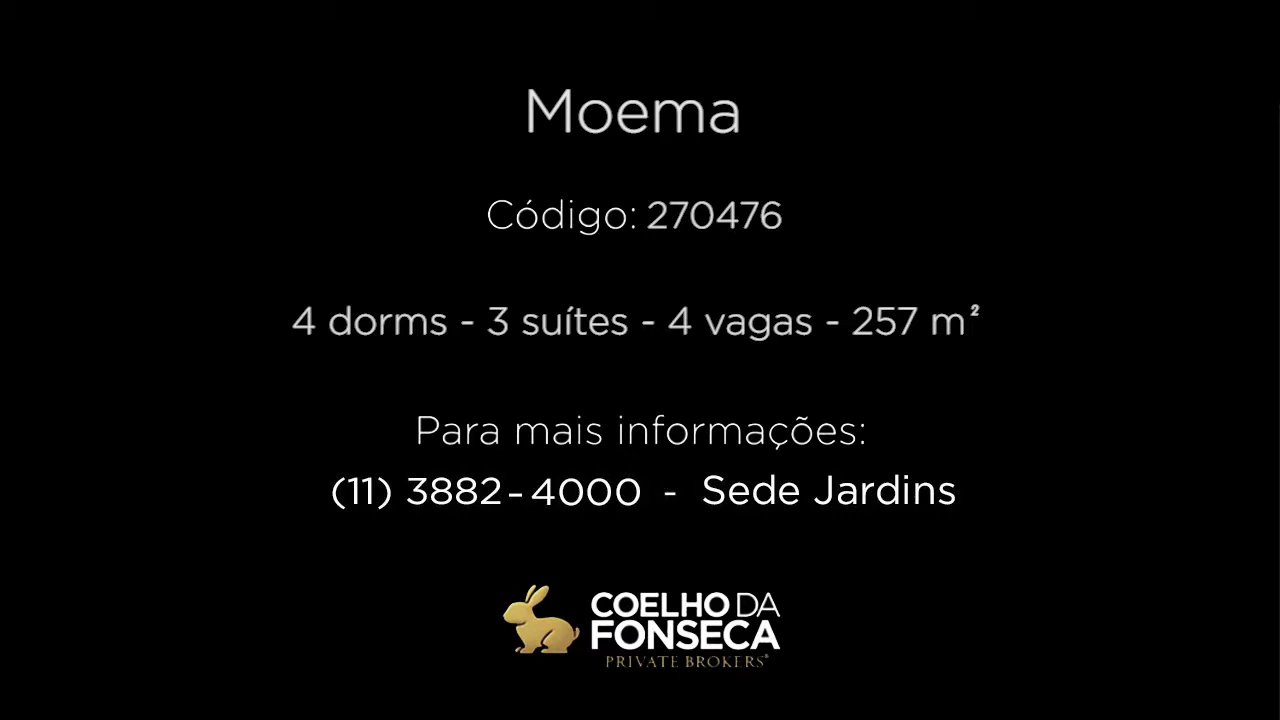 Moema
Código: 270476
4 dorms - 3 suítes - 4 vagas - 257 m²
Para mais informações:
(11) 3882-4000 - Sede Jardins
COELHO DA
FONSECA
PRIVATE BROKERS®